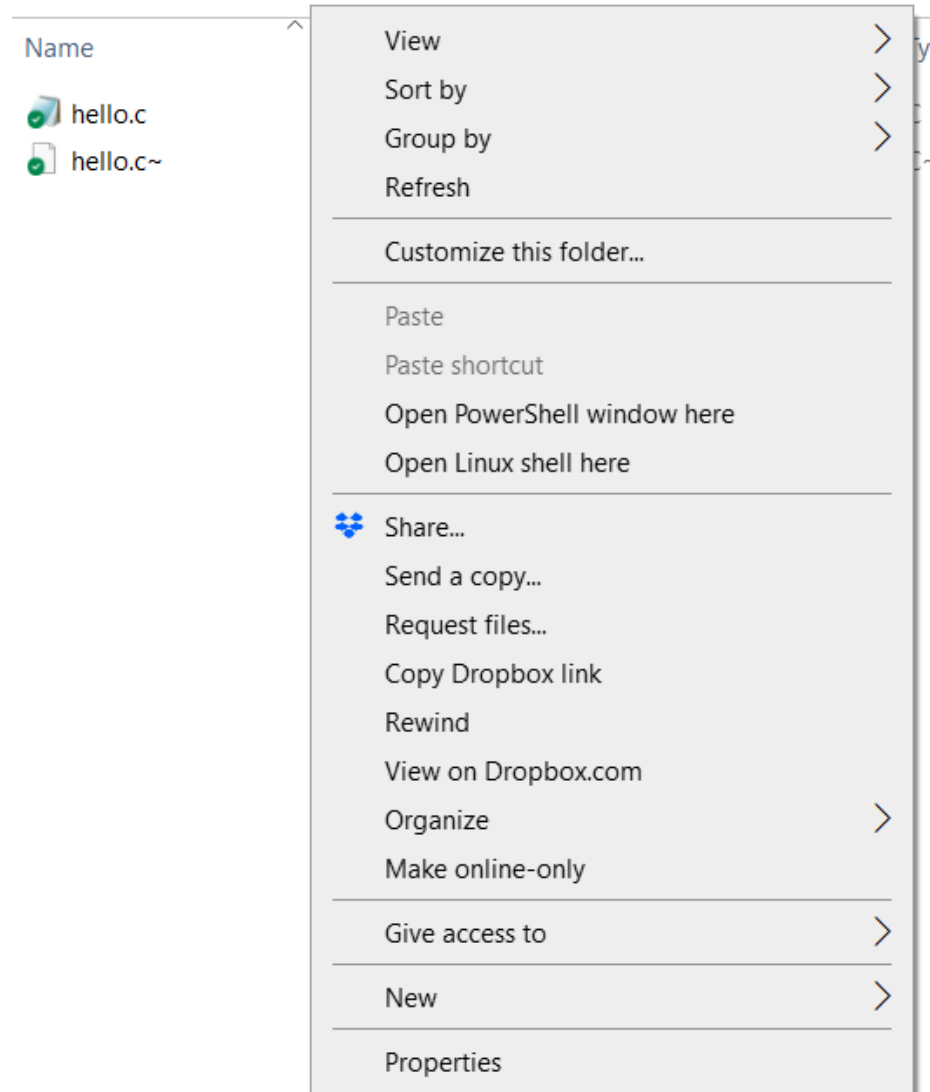 Name
hello.c
hello.c~
View
Sort by
Group by
Refresh
Customize this folder...
Paste
Paste shortcut
Open PowerShell window here
Open Linux shell here
Share...
Send a copy...
Request files...
Copy Dropbox link
Rewind
View on Dropbox.com
Organize
Make online-only
Give access to
New
Properties